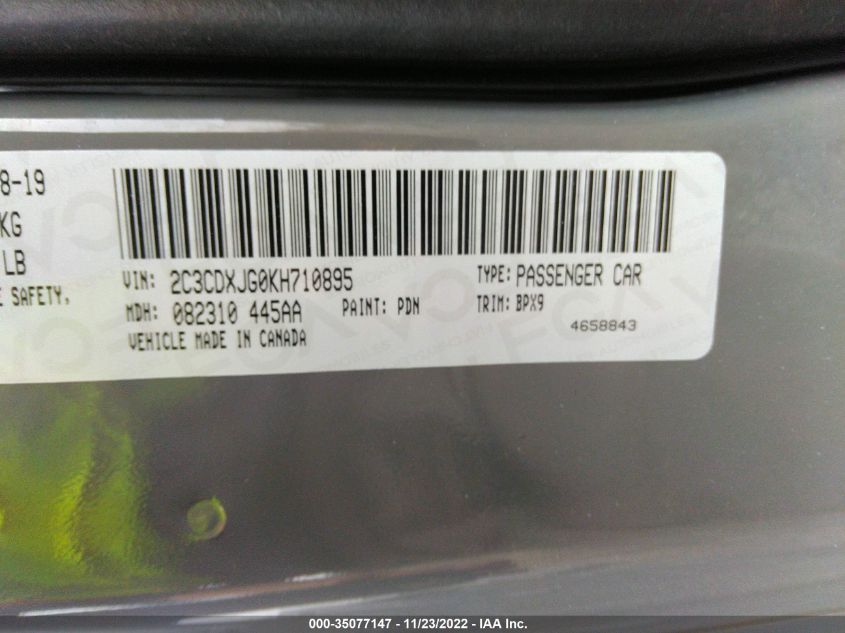 8-19
KG
LB
E SAFETY,
VIN: 2C3CDXJG0KH710895 TYPE: PASSENGER CAR
MDH: 082310 445AA PAINT: PDN TRIM: BPX9
VEHICLE MADE IN CANADA 4658843
000-35077147 - 11/23/2022 - IAA Inc.